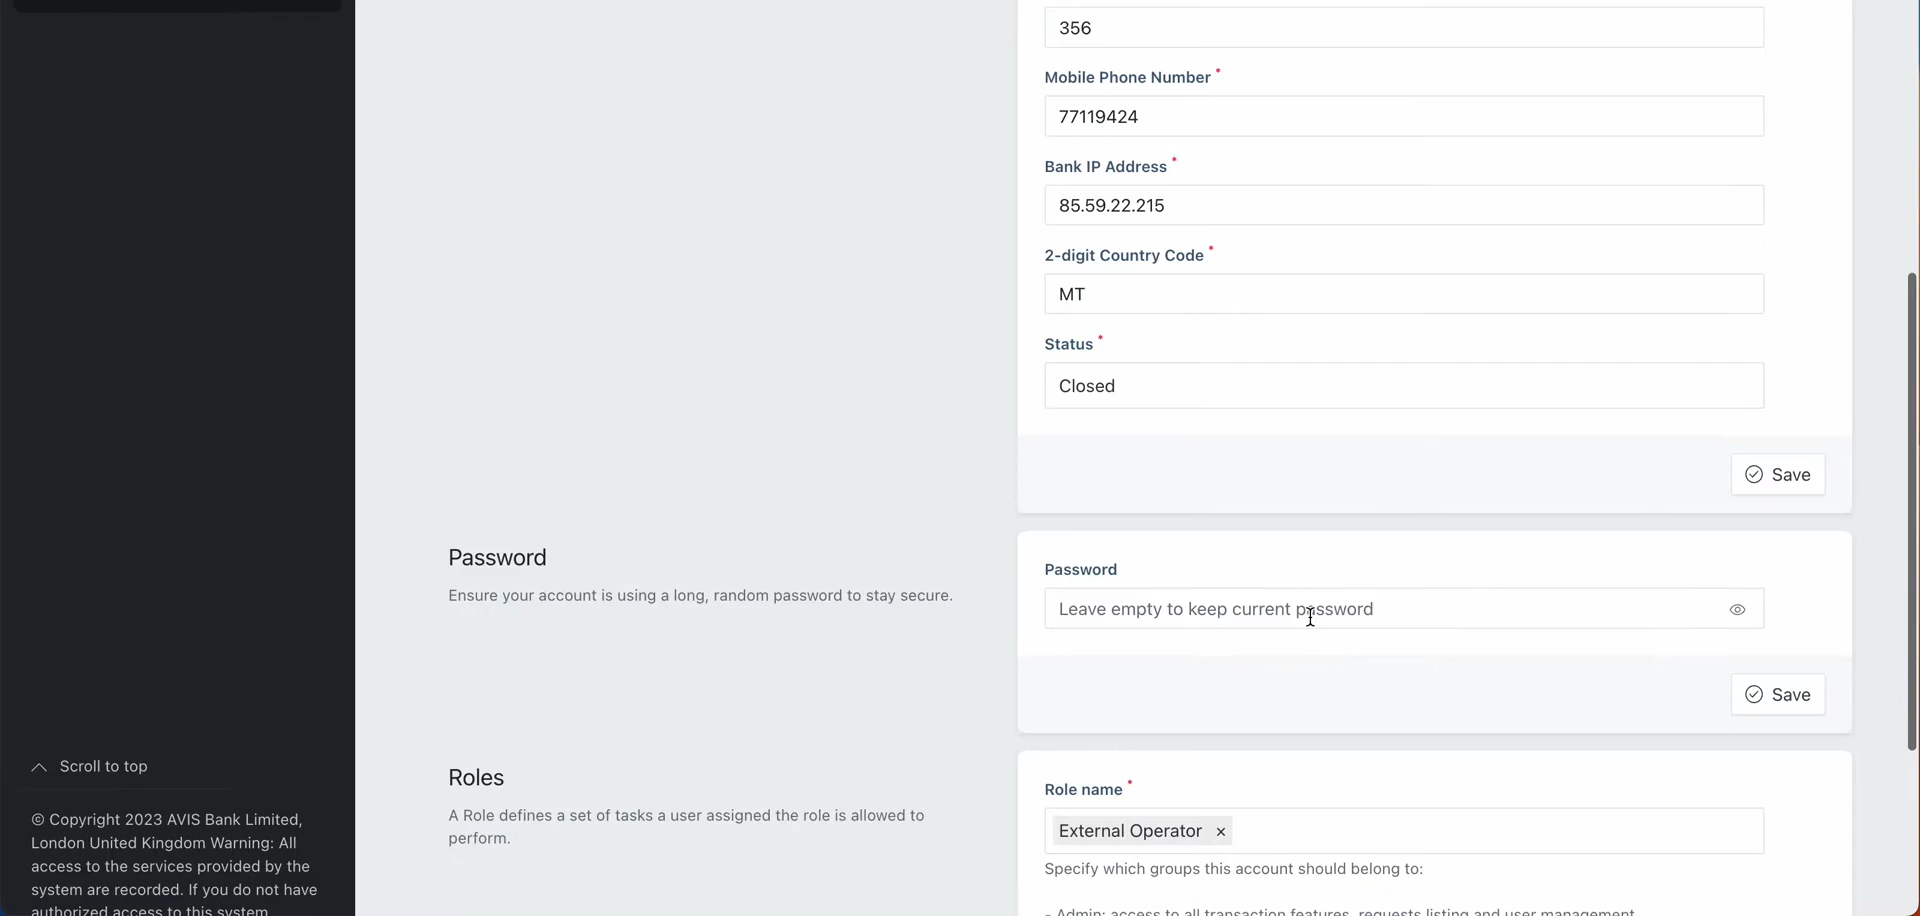 356
Mobile Phone Number *
77119424
Bank IP Address *
85.59.22.215
2-digit Country Code *
MT
Status *
Closed
Save
Password
Ensure your account is using a long, random password to stay secure.
Password
Leave empty to keep current password
Save
Roles
A Role defines a set of tasks a user assigned the role is allowed to
perform.
Role name *
External Operator ×
Specify which groups this account should belong to:
- Admin: access to all transaction features, requests listing and user management
Scroll to top
© Copyright 2023 AVIS Bank Limited,
London United Kingdom Warning: All
access to the services provided by the
system are recorded. If you do not have
authorized access to this system